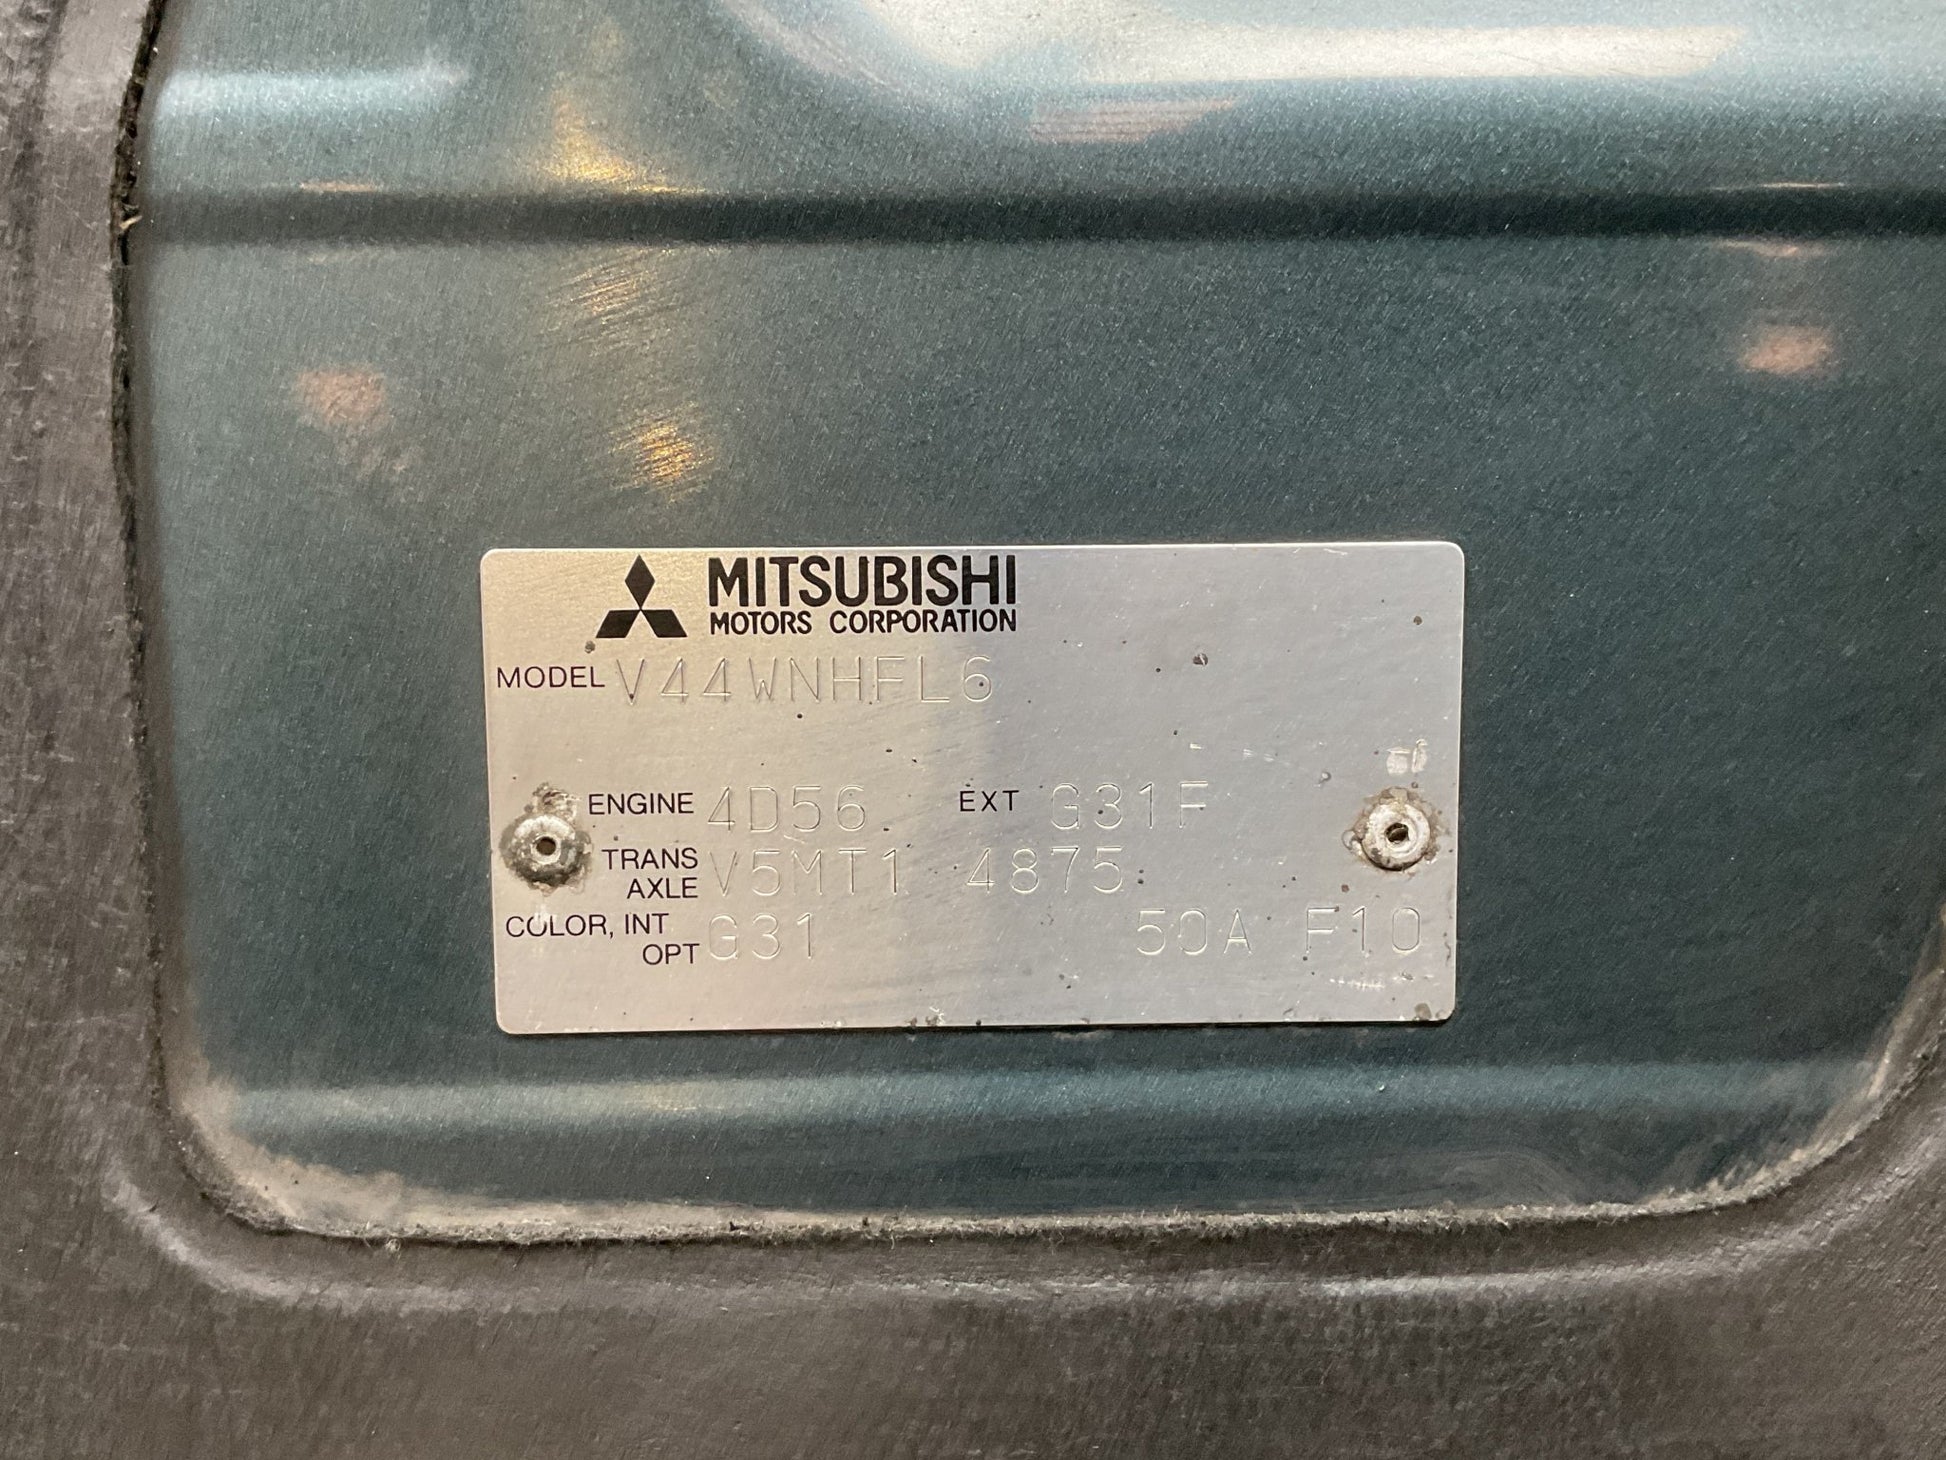 MITSUBISHI
MOTORS CORPORATION
MODEL V44WNHFL6
ENGINE 4D56 EXT G31F
TRANS
AXLE V5MT1 4875
COLOR, INT
OPT G31 50A F10